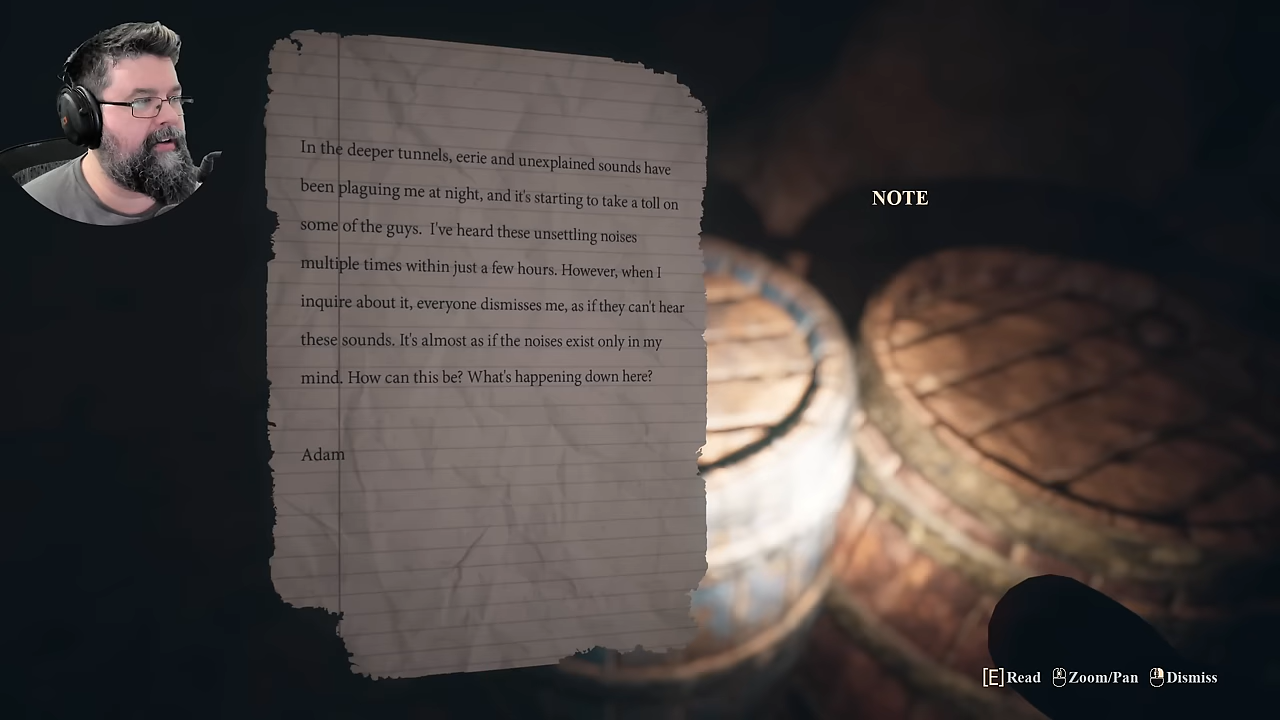 In the deeper tunnels, eerie and unexplained sounds have
been plaguing me at night, and it's starting to take a toll on
some of the guys.  I've heard these unsettling noises
multiple times within just a few hours. However, when I
inquire about it, everyone dismisses me, as if they can't hear
these sounds. It's almost as if the noises exist only in my
mind. How can this be? What's happening down here?
Adam
NOTE
[E]Read Zoom/Pan Dismiss